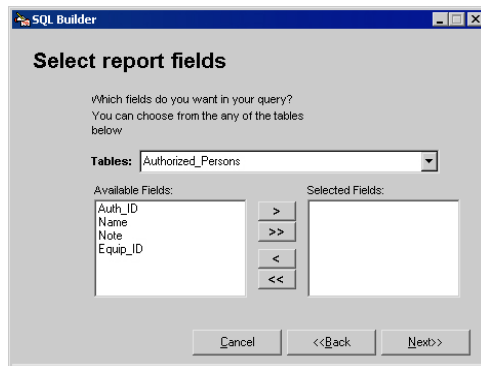 SQL Builder
Select report fields
Which fields do you want in your query?
You can choose from the any of the tables
below
Tables: Authorized_Persons
Available Fields: Selected Fields:
Auth_ID
Name
Note
Equip_ID
>
>>
<
<<
Cancel <<Back Next>>